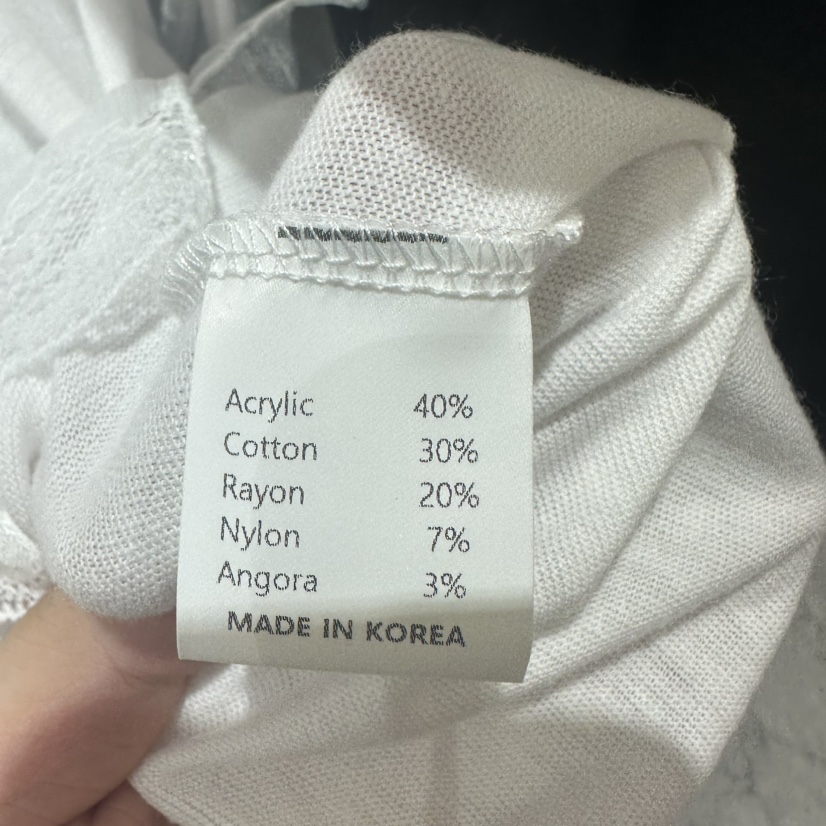 Acrylic 40%
Cotton 30%
Rayon 20%
Nylon 7%
Angora 3%
MADE IN KOREA